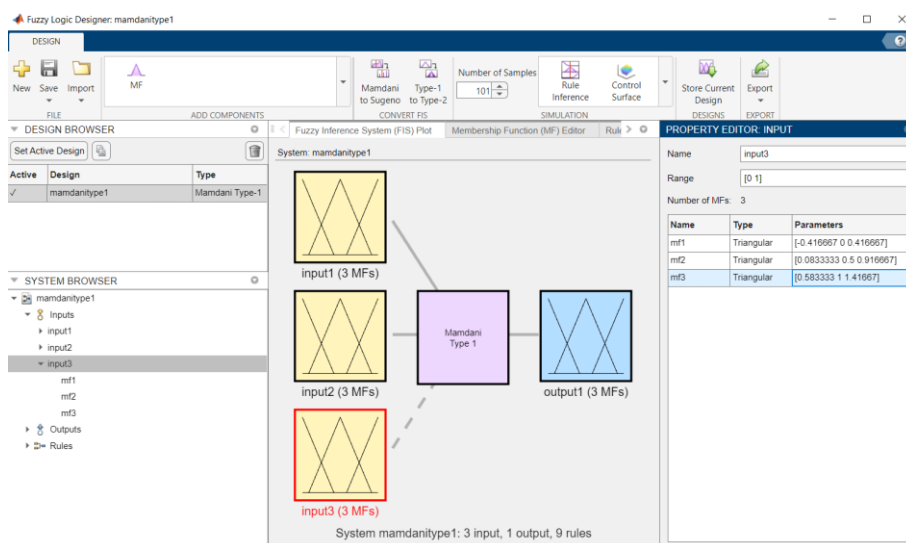 Fuzzy Logic Designer: mamdanitype1
DESIGN
New Save Import
MF
Mamdani to Sugeno
Type-1 to Type-2
Number of Samples
101
Rule Inference
Control Surface
Store Current Design
Export
FILE
ADD COMPONENTS
CONVERT FIS
SIMULATION
DESIGNS
EXPORT
DESIGN BROWSER
Set Active Design
Active Design Type
✓ mamdanitype1 Mamdani Type-1
SYSTEM BROWSER
mamdanitype1
Inputs
input1
input2
input3
mf1
mf2
mf3
Outputs
Rules
Fuzzy Inference System (FIS) Plot
Membership Function (MF) Editor
System: mamdanitype1
input1 (3 MFs)
Mamdani
Type 1
input2 (3 MFs)
output1 (3 MFs)
input3 (3 MFs)
System mamdanitype1: 3 input, 1 output, 9 rules
PROPERTY EDITOR: INPUT
Name input3
Range [0 1]
Number of MFs: 3
Name Type Parameters
mf1 Triangular [-0.416667 0 0.416667]
mf2 Triangular [0.0833333 0.5 0.916667]
mf3 Triangular [0.583333 1 1.41667]